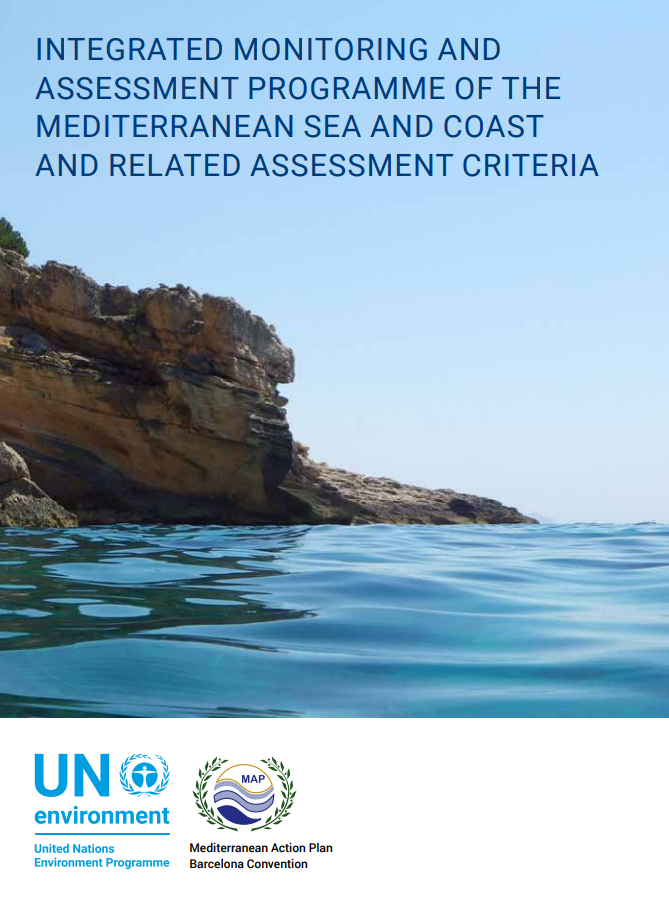 INTEGRATED MONITORING AND
ASSESSMENT PROGRAMME OF THE
MEDITERRANEAN SEA AND COAST
AND RELATED ASSESSMENT CRITERIA
UN
environment
United Nations
Environment Programme
MAP
Mediterranean Action Plan
Barcelona Convention